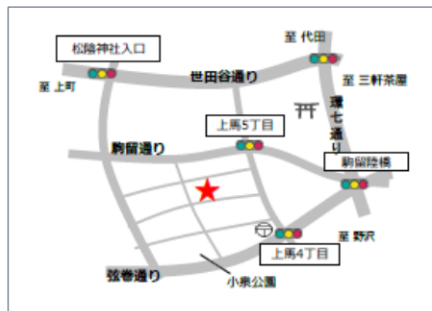 至 代田
松陰神社入口
世田谷通り
至 三軒茶屋
至 上町
環七通り
上馬5丁目
駒留通り
駒留陸橋
至 野沢
上馬4丁目
弦巻通り
小泉公園